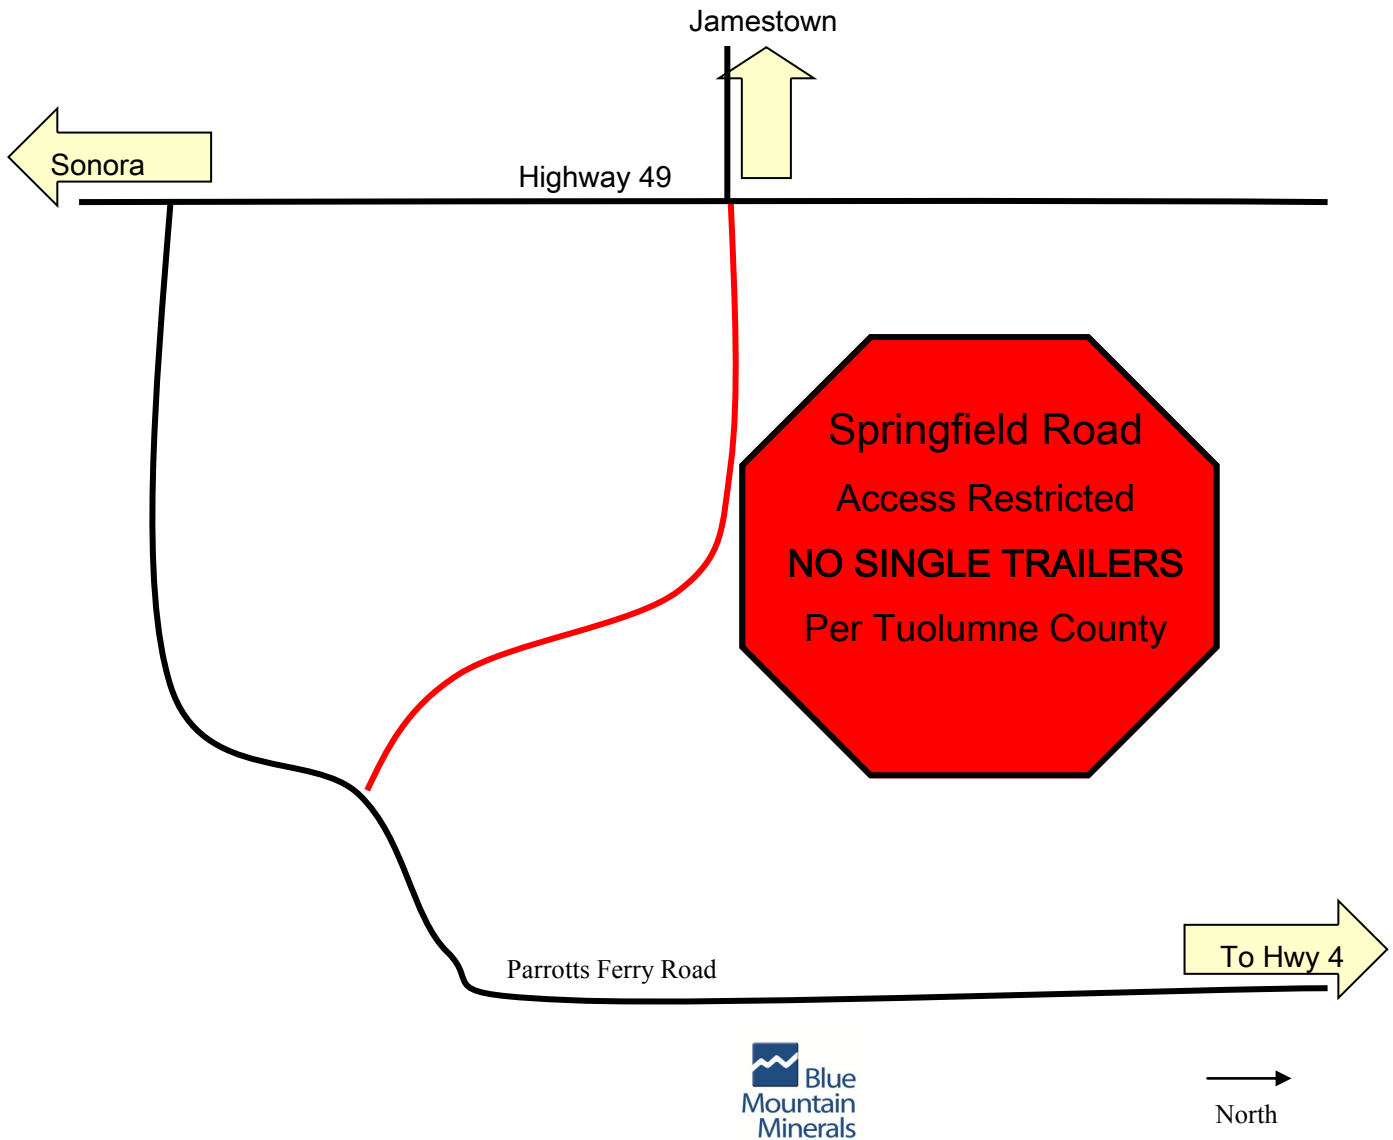 Jamestown
Sonora
Highway 49
Springfield Road
Access Restricted
NO SINGLE TRAILERS
Per Tuolumne County
Parrotts Ferry Road
To Hwy 4
Blue
Mountain
Minerals
North